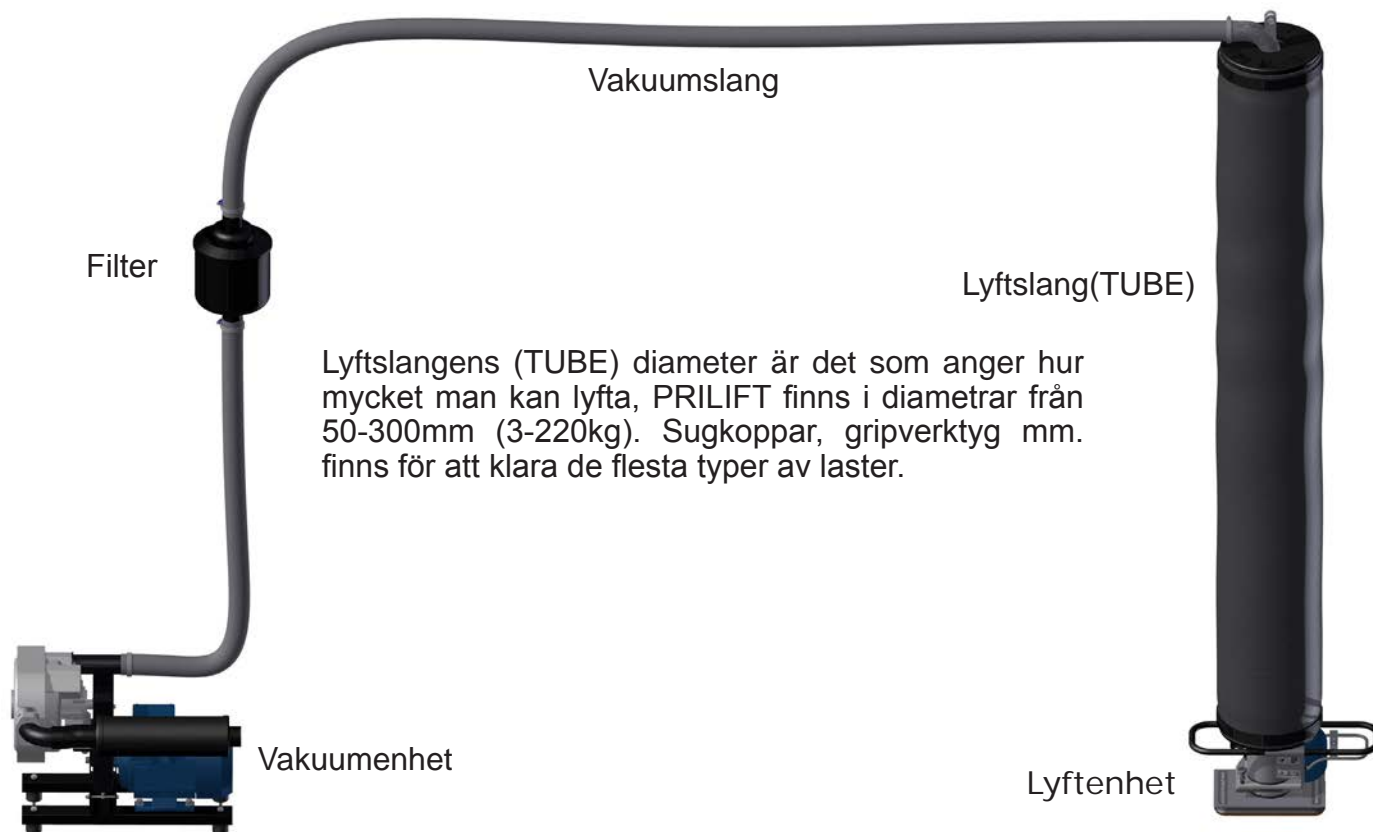 Vakuumslang
Filter
Lyftslang(TUBE)
Lyftslangens (TUBE) diameter är det som anger hur
mycket man kan lyfta, PRILIFT finns i diametrar från
50-300mm (3-220kg). Sugkoppar, gripverktyg mm.
finns för att klara de flesta typer av laster.
Vakuumenhet
Lyftenhet